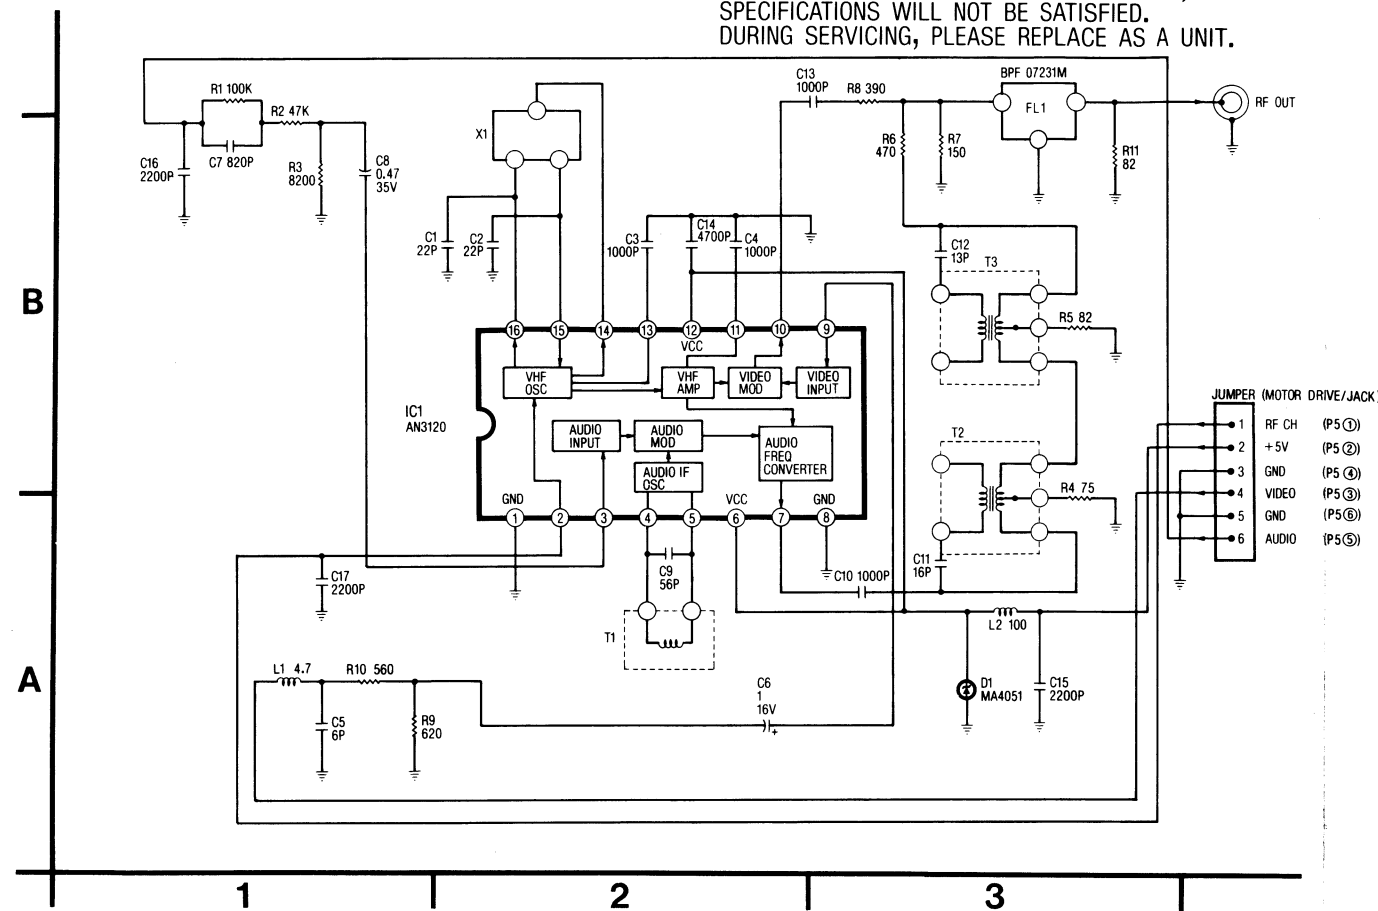 SPECIFICATIONS WILL NOT BE SATISFIED.
DURING SERVICING, PLEASE REPLACE AS A UNIT.
R1 100K
R2 47K
C7 820P
C16
2200P
R3
8200
C8
0.47
35V
X1
C1
22P
C2
22P
C3
1000P
C14
4700P
C4
1000P
C13
1000P
R8 390
BPF 07231M
FL1
RF OUT
R6
470
R7
150
R11
82
C12
13P
T3
R5 82
B
16
15
14
13
12
11
10
9
VCC
VHF
OSC
VHF
AMP
VIDEO
MOD
VIDEO
INPUT
IC1
AN3120
AUDIO
INPUT
AUDIO
MOD
AUDIO
FREQ
CONVERTER
AUDIO IF
OSC
GND
VCC
GND
1
2
3
4
5
6
7
8
T2
R4 75
JUMPER (MOTOR DRIVE/JACK)
1 RF CH (P5①)
2 +5V (P5②)
3 GND (P5④)
4 VIDEO (P5③)
5 GND (P5⑥)
6 AUDIO (P5⑤)
C17
2200P
C9
56P
T1
C10 1000P
C11
16P
L2 100
D1
MA4051
C15
2200P
A
L1 4.7
R10 560
C5
6P
R9
620
C6
1
16V
+
1
2
3